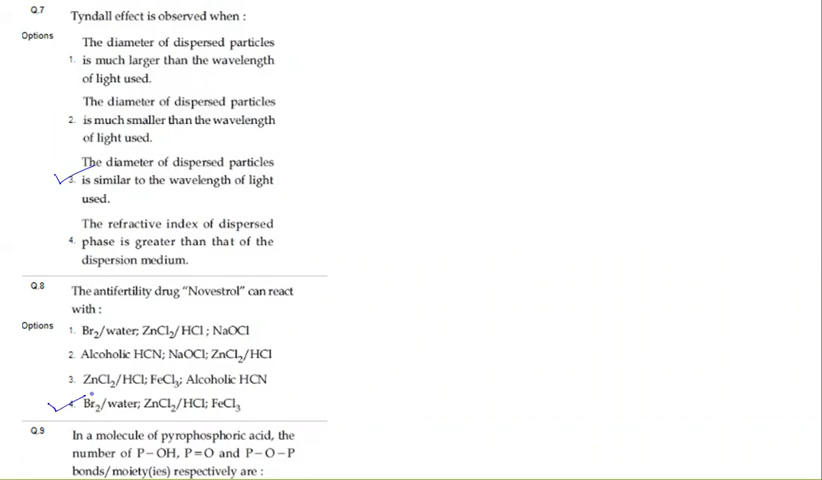 Q.7 Tyndall effect is observed when :
Options
The diameter of dispersed particles
1. is much larger than the wavelength
of light used.
The diameter of dispersed particles
2. is much smaller than the wavelength
of light used.
The diameter of dispersed particles
3. is similar to the wavelength of light
used.
The refractive index of dispersed
4. phase is greater than that of the
dispersion medium.
Q.8 The antifertility drug "Novestrol" can react
with :
Options 1. Br₂/water; ZnCl₂/HCl ; NaOCl
2. Alcoholic HCN; NaOCl; ZnCl₂/HCl
3. ZnCl₂/HCl; FeCl₃; Alcoholic HCN
4. Br₂/water; ZnCl₂/HCl; FeCl₃
Q.9 In a molecule of pyrophosphoric acid, the
number of P−OH, P=O and P−O−P
bonds/moiety(ies) respectively are :